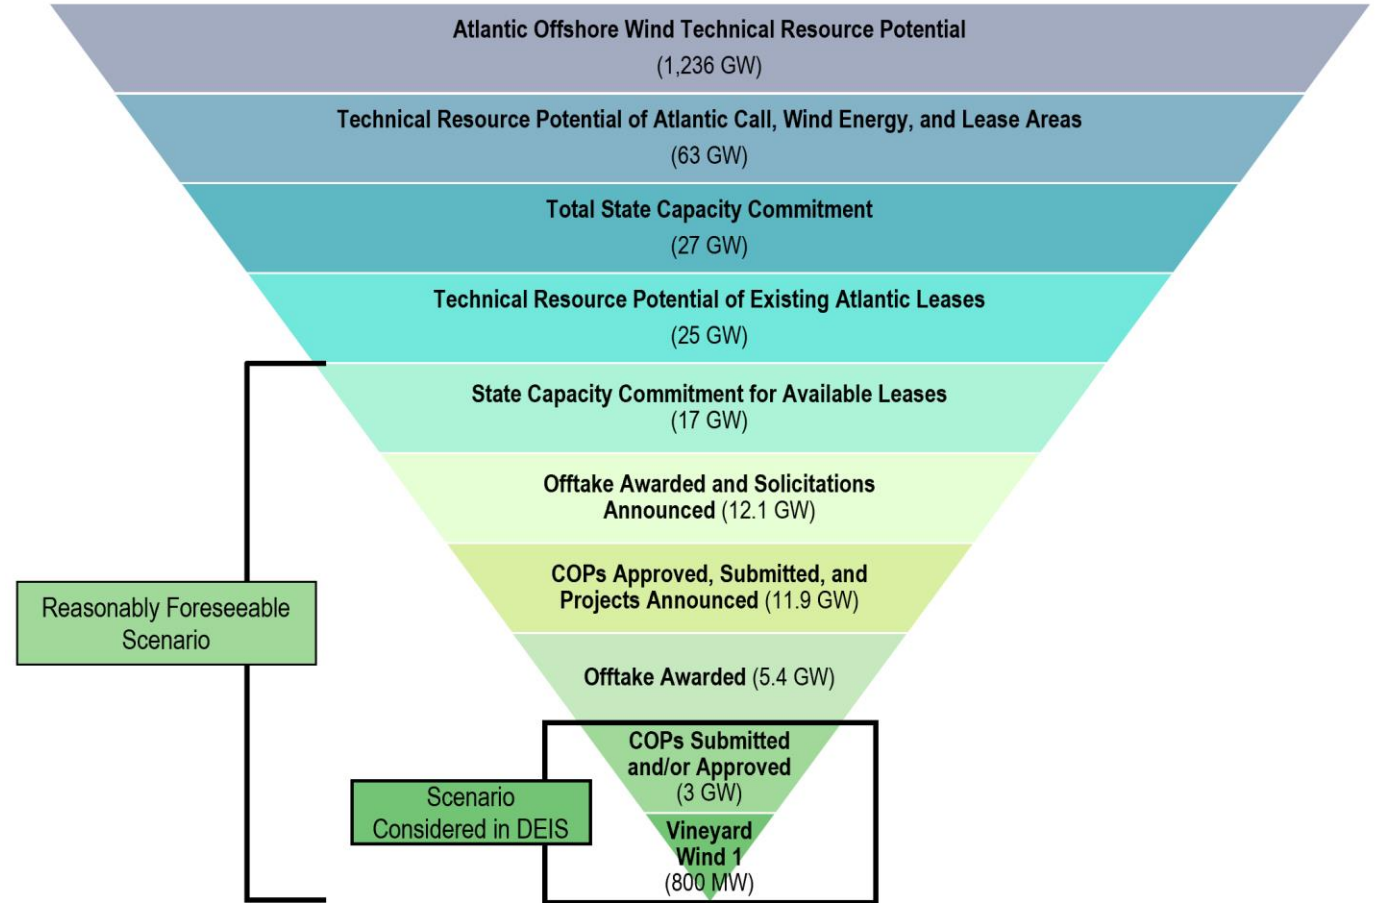 Atlantic Offshore Wind Technical Resource Potential
(1,236 GW)
Technical Resource Potential of Atlantic Call, Wind Energy, and Lease Areas
(63 GW)
Total State Capacity Commitment
(27 GW)
Technical Resource Potential of Existing Atlantic Leases
(25 GW)
State Capacity Commitment for Available Leases
(17 GW)
Offtake Awarded and Solicitations
Announced (12.1 GW)
COPs Approved, Submitted, and
Projects Announced (11.9 GW)
Reasonably Foreseeable
Scenario
Offtake Awarded (5.4 GW)
COPs Submitted
and/or Approved
(3 GW)
Scenario
Considered in DEIS
Vineyard
Wind 1
(800 MW)